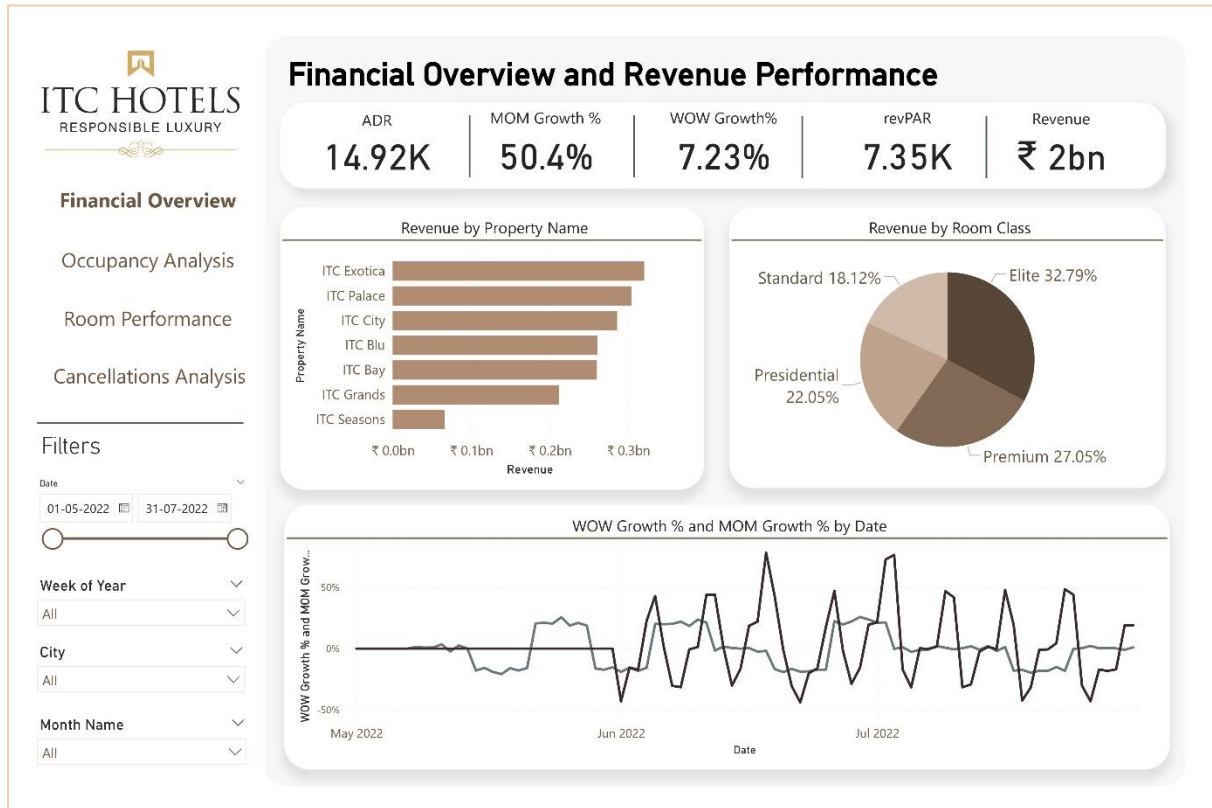 ITC HOTELS
RESPONSIBLE LUXURY
Financial Overview
Occupancy Analysis
Room Performance
Cancellations Analysis
Filters
Date
01-05-2022 31-07-2022
Week of Year
All
City
All
Month Name
All
Financial Overview and Revenue Performance
ADR
14.92K
MOM Growth %
50.4%
WOW Growth%
7.23%
revPAR
7.35K
Revenue
₹ 2bn
Revenue by Property Name
Property Name
ITC Exotica
ITC Palace
ITC City
ITC Blu
ITC Bay
ITC Grands
ITC Seasons
₹ 0.0bn ₹ 0.1bn ₹ 0.2bn ₹ 0.3bn
Revenue
Revenue by Room Class
Standard 18.12%
Elite 32.79%
Presidential
22.05%
Premium 27.05%
WOW Growth % and MOM Growth % by Date
WOW Growth % and MOM Grow...
50%
0%
-50%
May 2022 Jun 2022 Jul 2022
Date